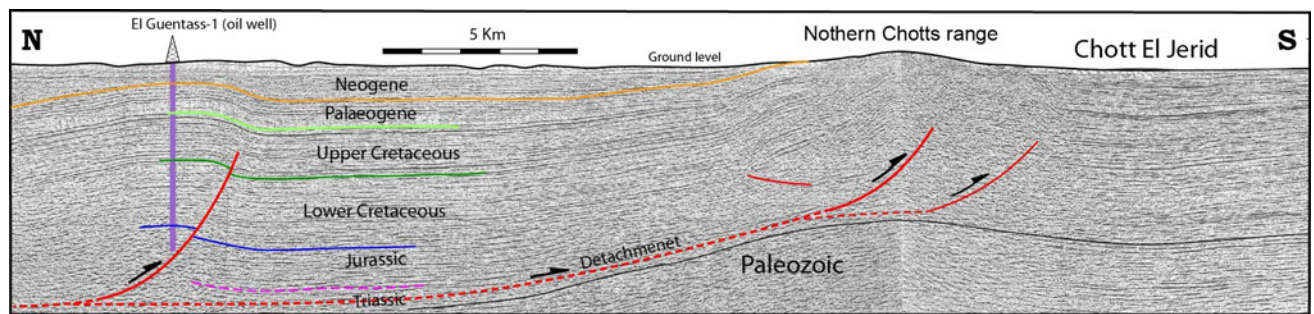 El Guentass-1 (oil well)
N
5 Km
Ground level
Nothern Chotts range
Chott El Jerid
S
Neogene
Palaeogene
Upper Cretaceous
Lower Cretaceous
Jurassic
Triassic
Detachmenet
Paleozoic